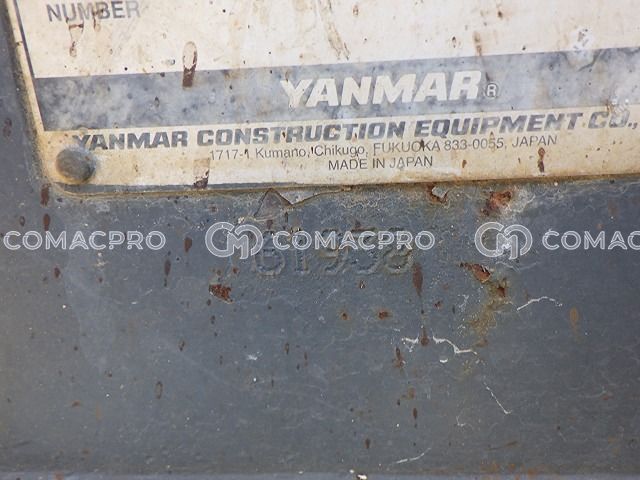 NUMBER
YANMAR®
YANMAR CONSTRUCTION EQUIPMENT CO.,
1717-1 Kumano, Chikugo, FUKUOKA 833-0055, JAPAN
MADE IN JAPAN
COMACPRO COMACPRO COMACPRO